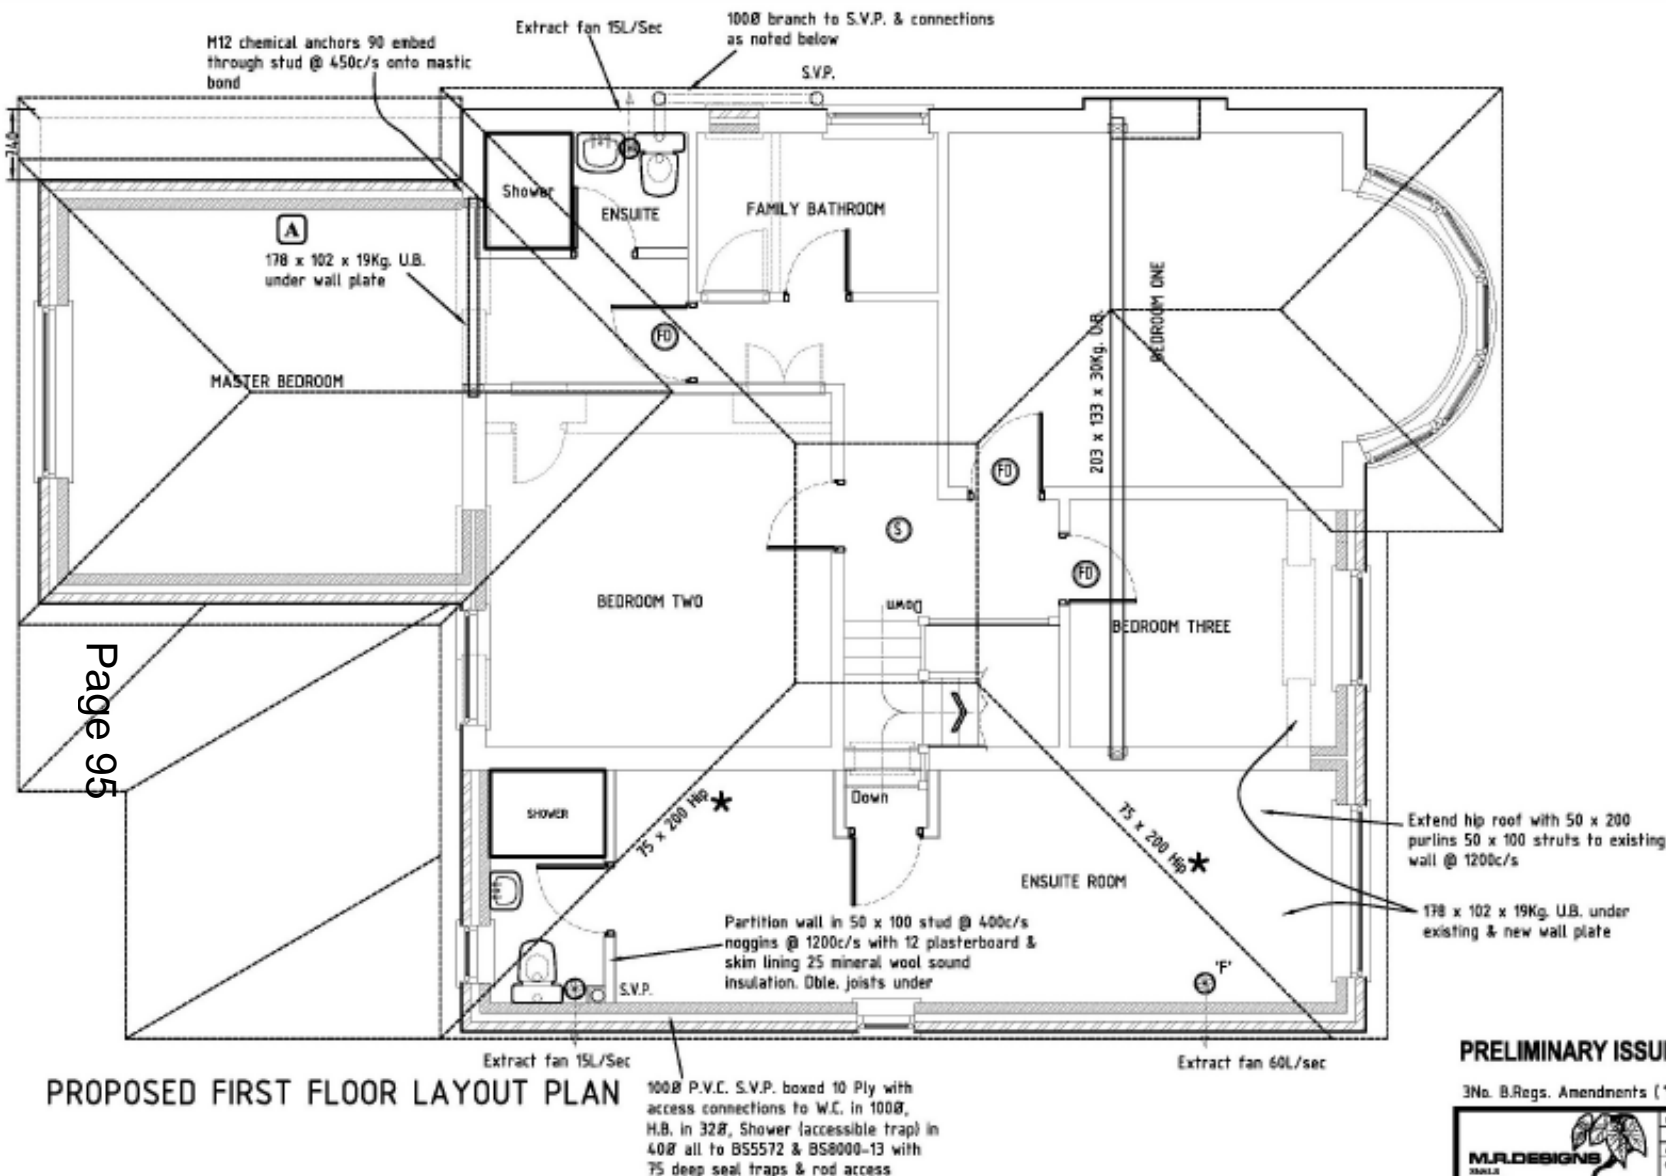 M12 chemical anchors 90 embed
through stud @ 450c/s onto mastic
bond
Extract fan 15L/Sec
100Ø branch to S.V.P. & connections
as noted below
S.V.P.
740
Shower
ENSUITE
FAMILY BATHROOM
A
178 x 102 x 19Kg. U.B.
under wall plate
FD
MASTER BEDROOM
BEDROOM ONE
203 x 133 x 30Kg. U.B.
FD
S
FD
BEDROOM TWO
Down
BEDROOM THREE
Page 95
SHOWER
75 x 200 Hip *
Down
75 x 200 Hip *
ENSUITE ROOM
Extend hip roof with 50 x 200
purlins 50 x 100 struts to existing
wall @ 1200c/s
178 x 102 x 19Kg. U.B. under
existing & new wall plate
Partition wall in 50 x 100 stud @ 400c/s
noggins @ 1200c/s with 12 plasterboard &
skim lining 25 mineral wool sound
insulation. Dble. joists under
S.V.P.
'F'
Extract fan 15L/Sec
Extract fan 60L/sec
PROPOSED FIRST FLOOR LAYOUT PLAN
100Ø P.V.C. S.V.P. boxed 10 Ply with
access connections to W.C. in 100Ø,
H.B. in 32Ø, Shower (accessible trap) in
40Ø all to BS5572 & BS8000-13 with
75 deep seal traps & rod access
PRELIMINARY ISSU
3No. B.Regs. Amendments (
M.R.DESIGNS